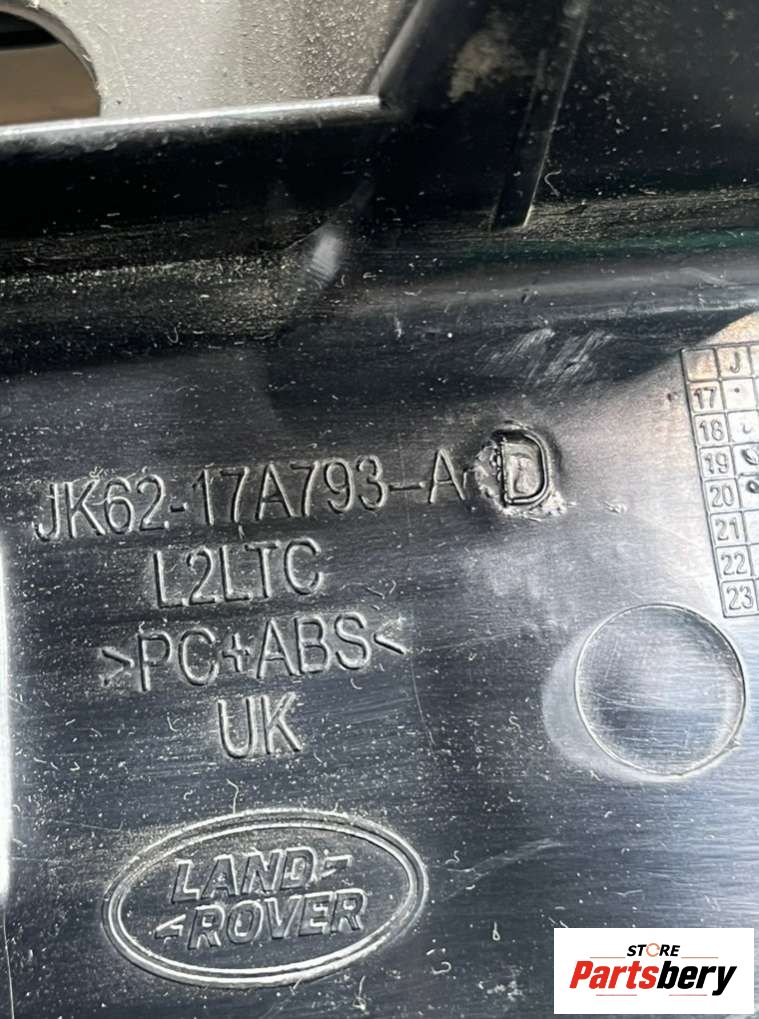 J
17
18
19
20
21
22
23
JK62-17A793-A D
L2LTC
>PC+ABS<
UK
LAND
ROVER
STORE
Partsbery